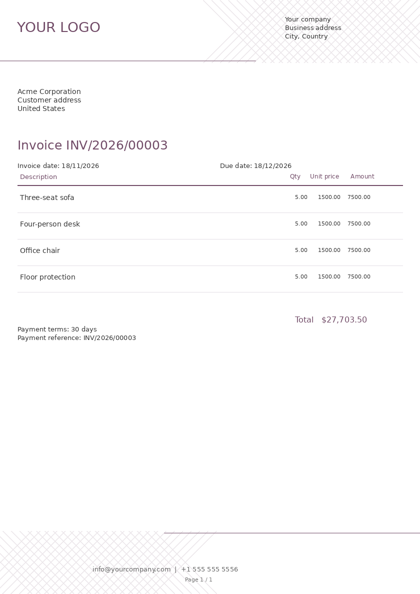 YOUR LOGO
Your company
Business address
City, Country
Acme Corporation
Customer address
United States
Invoice INV/2026/00003
Invoice date: 18/11/2026 Due date: 18/12/2026
Description Qty Unit price Amount
Three-seat sofa 5.00 1500.00 7500.00
Four-person desk 5.00 1500.00 7500.00
Office chair 5.00 1500.00 7500.00
Floor protection 5.00 1500.00 7500.00
Total $27,703.50
Payment terms: 30 days
Payment reference: INV/2026/00003
info@yourcompany.com | +1 555 555 5556
Page 1 / 1